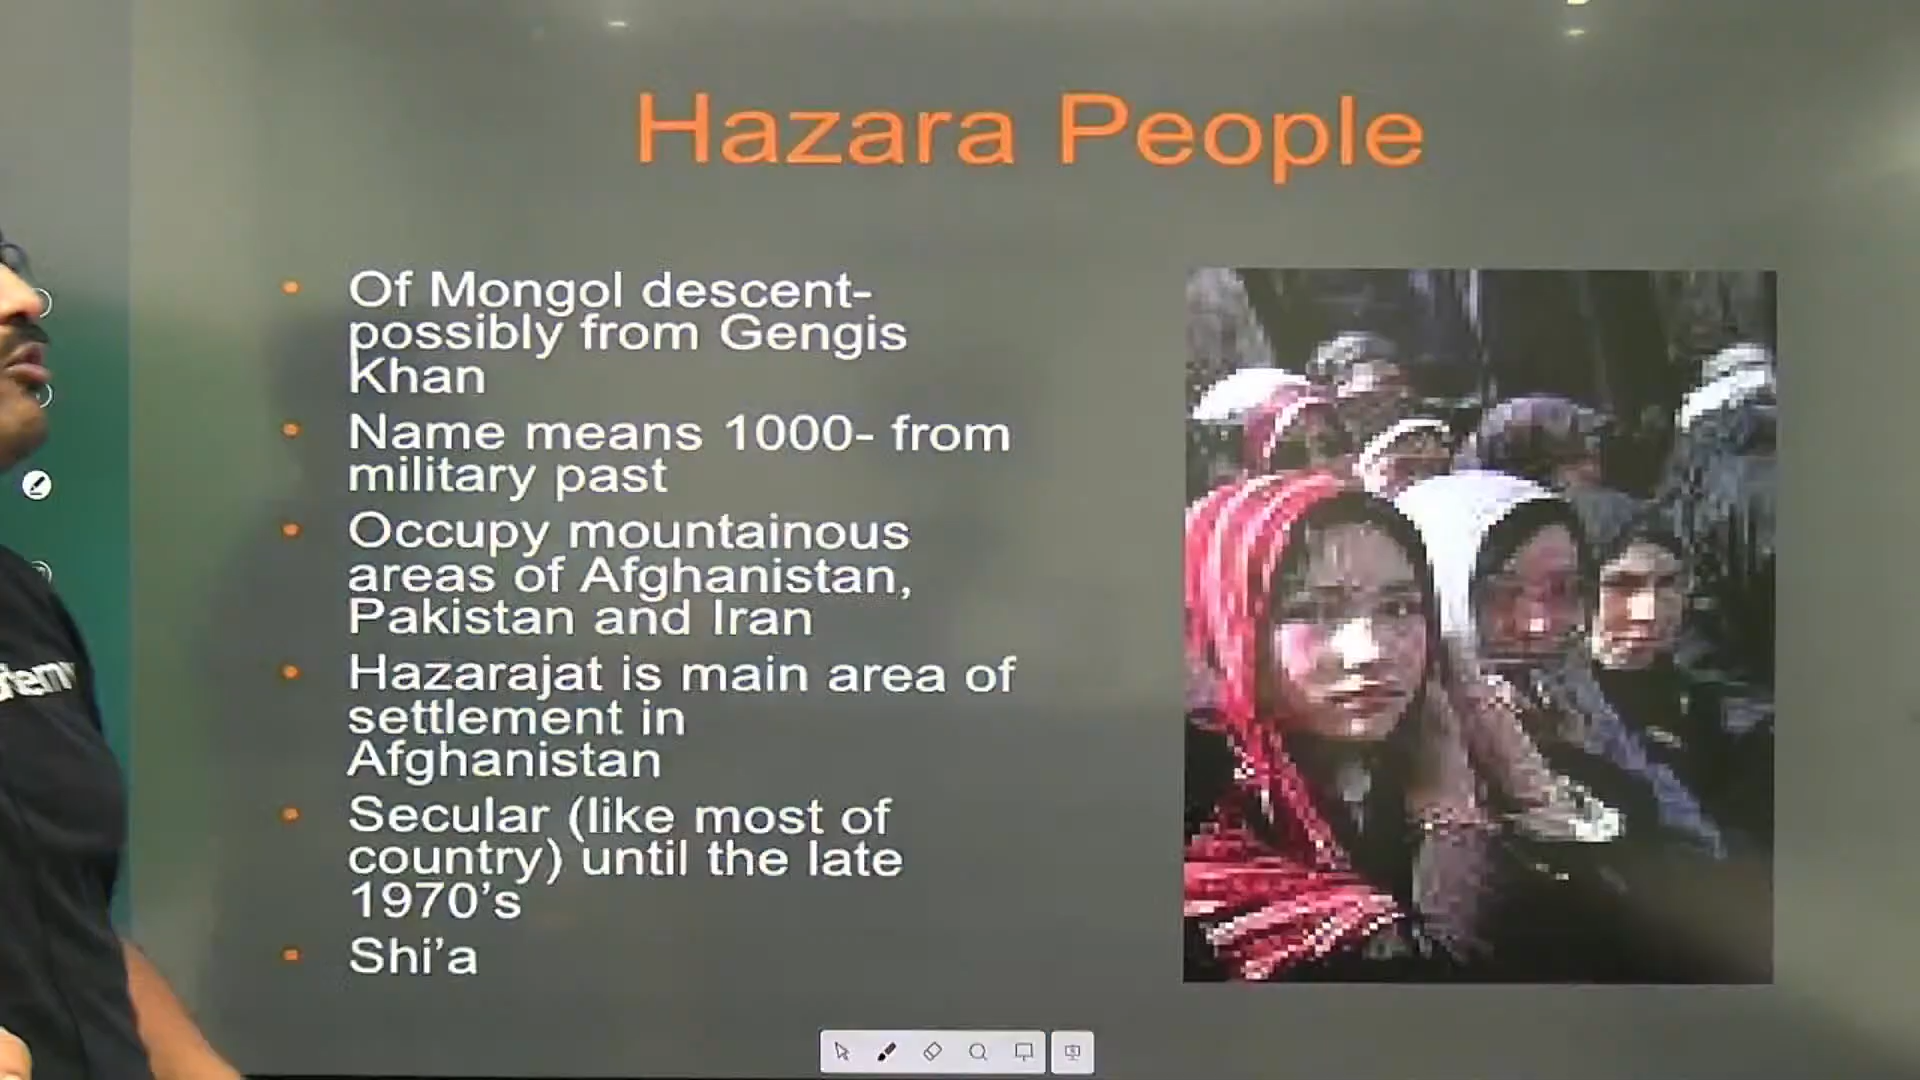 Hazara People
• Of Mongol descent-
possibly from Gengis
Khan
• Name means 1000- from
military past
• Occupy mountainous
areas of Afghanistan,
Pakistan and Iran
• Hazarajat is main area of
settlement in
Afghanistan
• Secular (like most of
country) until the late
1970’s
• Shi’a